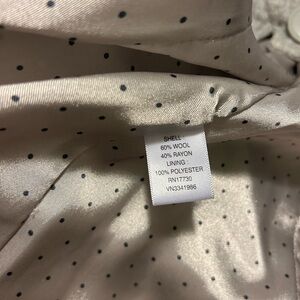 SHELL :
60% WOOL
40% RAYON
LINING :
100% POLYESTER
RN17730
VN3341986